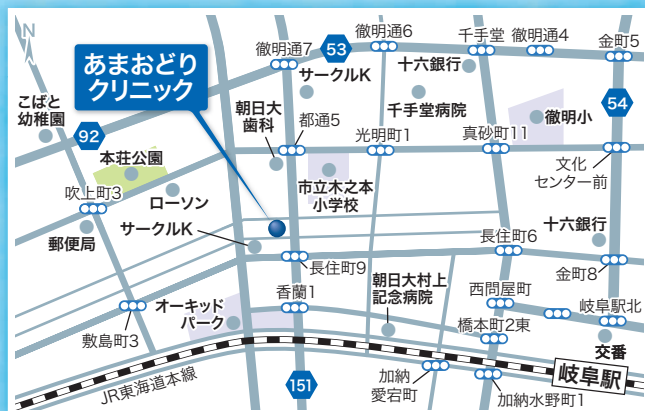 N
徹明通7
53
徹明通6
千手堂
徹明通4
金町5
あまおどり
クリニック
サークルK
十六銀行
こばと
幼稚園
朝日大
歯科
千手堂病院
徹明小
54
92
都通5
光明町1
真砂町11
本荘公園
文化
センター前
吹上町3
ローソン
市立木之本
小学校
郵便局
サークルK
長住町6
十六銀行
長住町9
金町8
オーキッド
パーク
香蘭1
朝日大村上
記念病院
西問屋町
岐阜駅北
敷島町3
橋本町2東
交番
JR東海道本線
151
加納
愛宕町
加納水野町1
岐阜駅